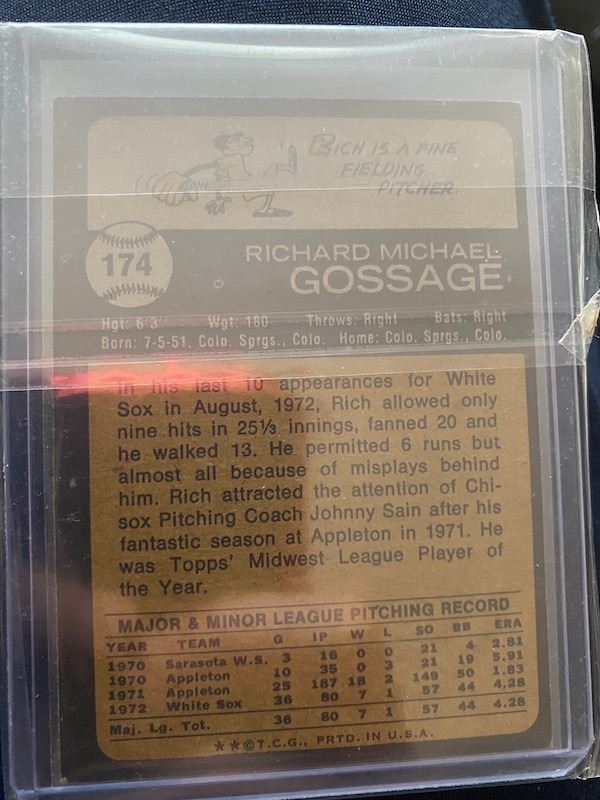 RICH IS A FINE
FIELDING
PITCHER.
174
RICHARD MICHAEL
GOSSAGE
Hgt: 6'3" Wgt: 180 Throws: Right Bats: Right
Born: 7-5-51, Colo. Sprgs., Colo. Home: Colo. Sprgs., Colo.
In his last 10 appearances for White
Sox in August, 1972, Rich allowed only
nine hits in 25⅓ innings, fanned 20 and
he walked 13. He permitted 6 runs but
almost all because of misplays behind
him. Rich attracted the attention of Chi-
sox Pitching Coach Johnny Sain after his
fantastic season at Appleton in 1971. He
was Topps' Midwest League Player of
the Year.
MAJOR & MINOR LEAGUE PITCHING RECORD
YEAR TEAM G IP W L SO BB ERA
1970 Sarasota W.S. 3 16 0 0 21 4 2.81
1970 Appleton 10 35 0 3 21 19 5.91
1971 Appleton 25 187 18 2 149 50 1.83
1972 White Sox 36 80 7 1 57 44 4.28
Maj. Lg. Tot. 36 80 7 1 57 44 4.28
**©T.C.G., PRTD. IN U.S.A.